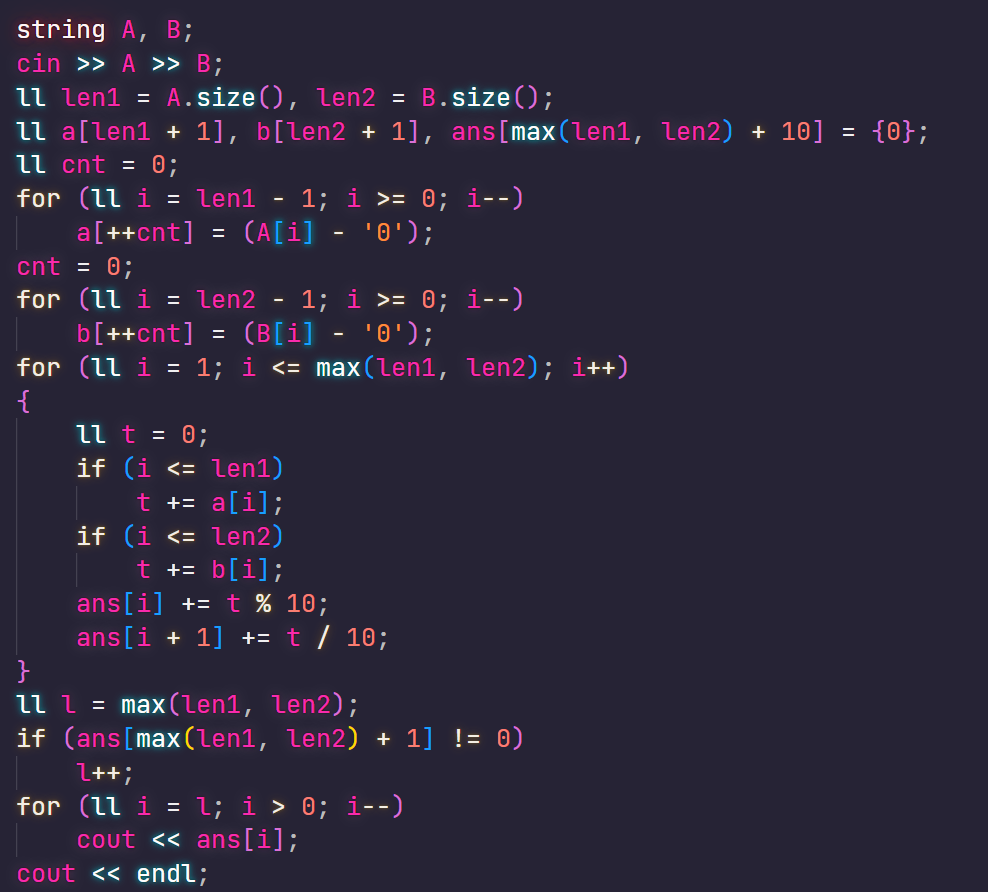 string A, B;
cin >> A >> B;
ll len1 = A.size(), len2 = B.size();
ll a[len1 + 1], b[len2 + 1], ans[max(len1, len2) + 10] = {0};
ll cnt = 0;
for (ll i = len1 - 1; i >= 0; i--)
    a[++cnt] = (A[i] - '0');
cnt = 0;
for (ll i = len2 - 1; i >= 0; i--)
    b[++cnt] = (B[i] - '0');
for (ll i = 1; i <= max(len1, len2); i++)
{
    ll t = 0;
    if (i <= len1)
        t += a[i];
    if (i <= len2)
        t += b[i];
    ans[i] += t % 10;
    ans[i + 1] += t / 10;
}
ll l = max(len1, len2);
if (ans[max(len1, len2) + 1] != 0)
    l++;
for (ll i = l; i > 0; i--)
    cout << ans[i];
cout << endl;